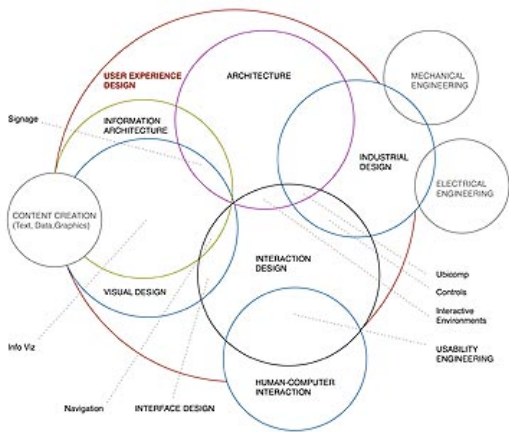 USER EXPERIENCE
DESIGN
ARCHITECTURE
MECHANICAL
ENGINEERING
Signage
INFORMATION
ARCHITECTURE
INDUSTRIAL
DESIGN
ELECTRICAL
ENGINEERING
CONTENT CREATION
(Text, Data,Graphics)
INTERACTION
DESIGN
VISUAL DESIGN
Ubicomp
Controls
Interactive
Environments
Info Viz
USABILITY
ENGINEERING
Navigation
INTERFACE DESIGN
HUMAN-COMPUTER
INTERACTION